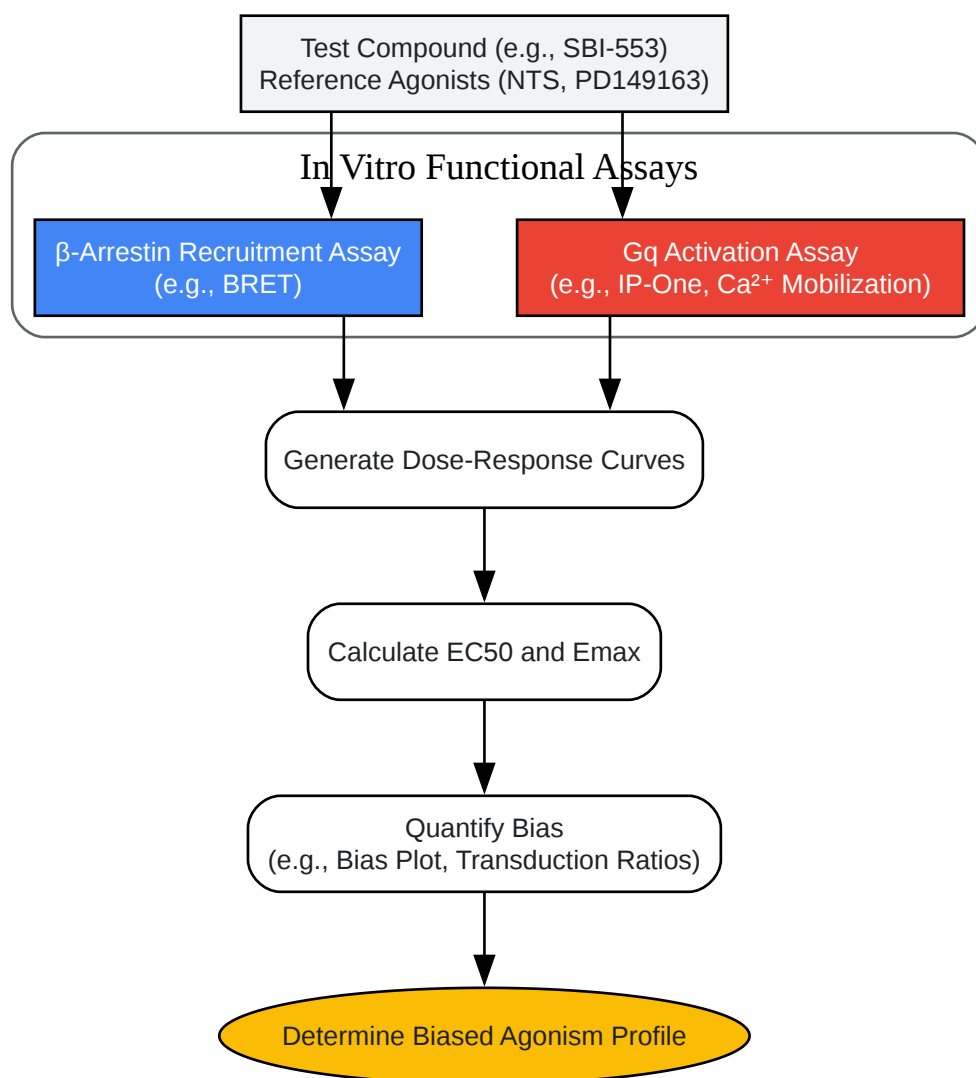 Test Compound (e.g., SBI-553)
Reference Agonists (NTS, PD149163)
In Vitro Functional Assays
β-Arrestin Recruitment Assay
(e.g., BRET)
Gq Activation Assay
(e.g., IP-One, Ca²⁺ Mobilization)
Generate Dose-Response Curves
Calculate EC50 and Emax
Quantify Bias
(e.g., Bias Plot, Transduction Ratios)
Determine Biased Agonism Profile